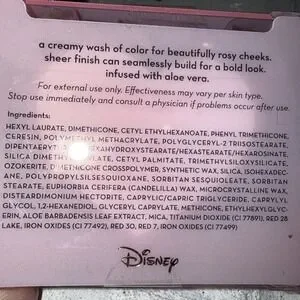 a creamy wash of color for beautifully rosy cheeks.
sheer finish can seamlessly build for a bold look.
infused with aloe vera.
For external use only. Effectiveness may vary per skin type.
Stop use immediately and consult a physician if problems occur after use.
Ingredients:
HEXYL LAURATE, DIMETHICONE, CETYL ETHYLHEXANOATE, PHENYL TRIMETHICONE,
CERESIN, POLYMETHYL METHACRYLATE, POLYGLYCERYL-2 TRIISOSTEARATE,
DIPENTAERYTHRITYL HEXAHYDROXYSTEARATE/HEXASTEARATE/HEXAROSINATE,
SILICA DIMETHYL SILYLATE, CETYL PALMITATE, TRIMETHYLSILOXYSILICATE,
OZOKERITE, DIMETHICONE CROSSPOLYMER, SYNTHETIC WAX, SILICA, ISOHEXADEC-
ANE, POLYPROPYLSILSESQUIOXANE, SORBITAN SESQUIOLEATE, SORBITAN
STEARATE, EUPHORBIA CERIFERA (CANDELILLA) WAX, MICROCRYSTALLINE WAX,
DISTEARDIMONIUM HECTORITE, CAPRYLIC/CAPRIC TRIGLYCERIDE, CAPRYLYL
GLYCOL, 1,2-HEXANEDIOL, GLYCERYL CAPRYLATE, METHICONE, ETHYLHEXYLGLYC-
ERIN, ALOE BARBADENSIS LEAF EXTRACT, MICA, TITANIUM DIOXIDE (CI 77891), RED 28
LAKE, IRON OXIDES (CI 77492), RED 30, RED 7, IRON OXIDES (CI 77499)
Disney